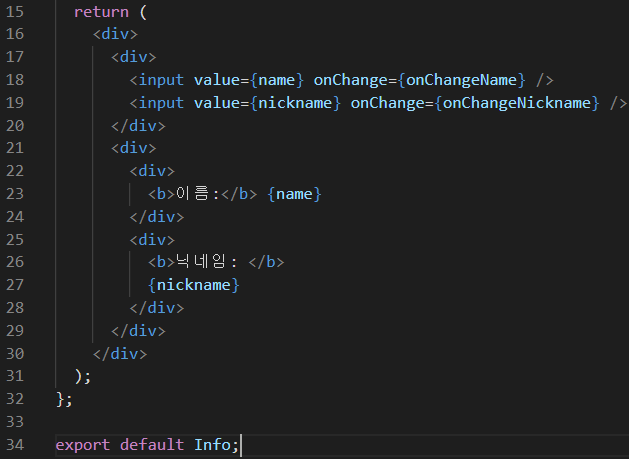 15 return (
16 <div>
17 <div>
18 <input value={name} onChange={onChangeName} />
19 <input value={nickname} onChange={onChangeNickname} />
20 </div>
21 <div>
22 <div>
23 <b>이름:</b> {name}
24 </div>
25 <div>
26 <b>닉네임: </b>
27 {nickname}
28 </div>
29 </div>
30 </div>
31 );
32 };
33
34 export default Info;